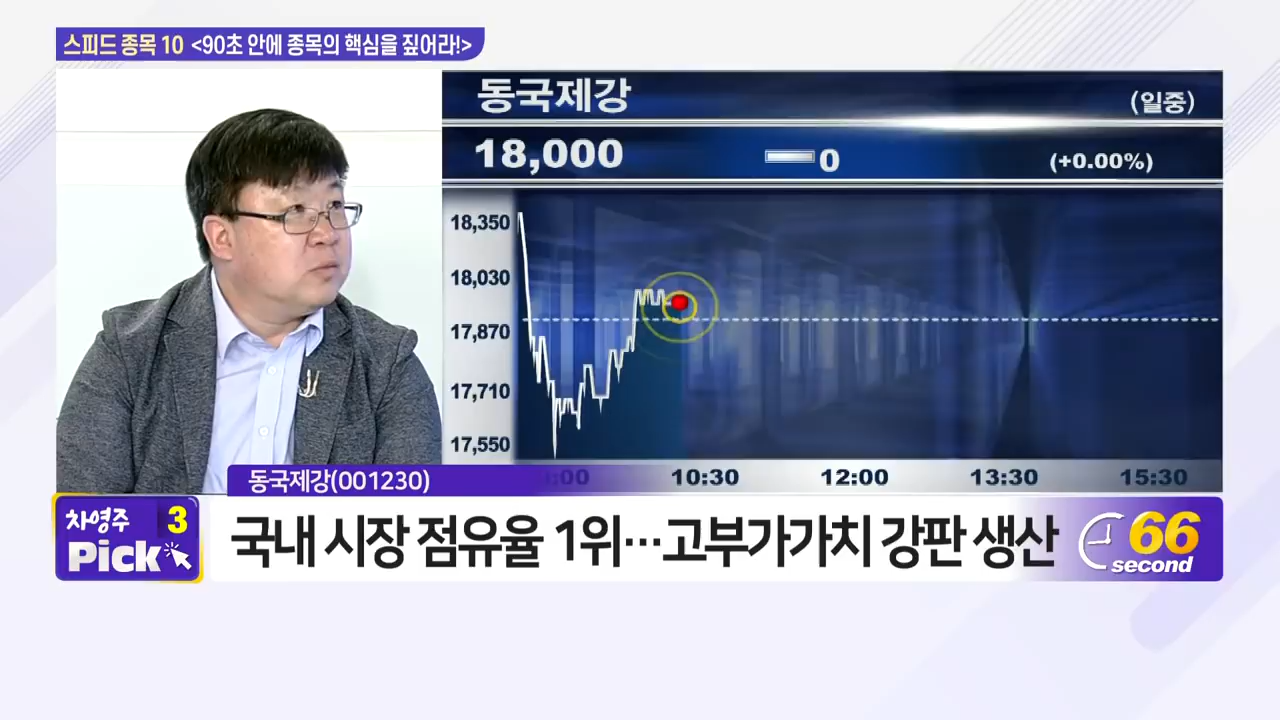 스피드 종목 10 <90초 안에 종목의 핵심을 짚어라!>
동국제강
(일중)
18,000
0
(+0.00%)
18,350
18,030
17,870
17,710
17,550
:00
10:30
12:00
13:30
15:30
동국제강(001230)
차영주 3
Pick
국내 시장 점유율 1위…고부가가치 강판 생산
66
second